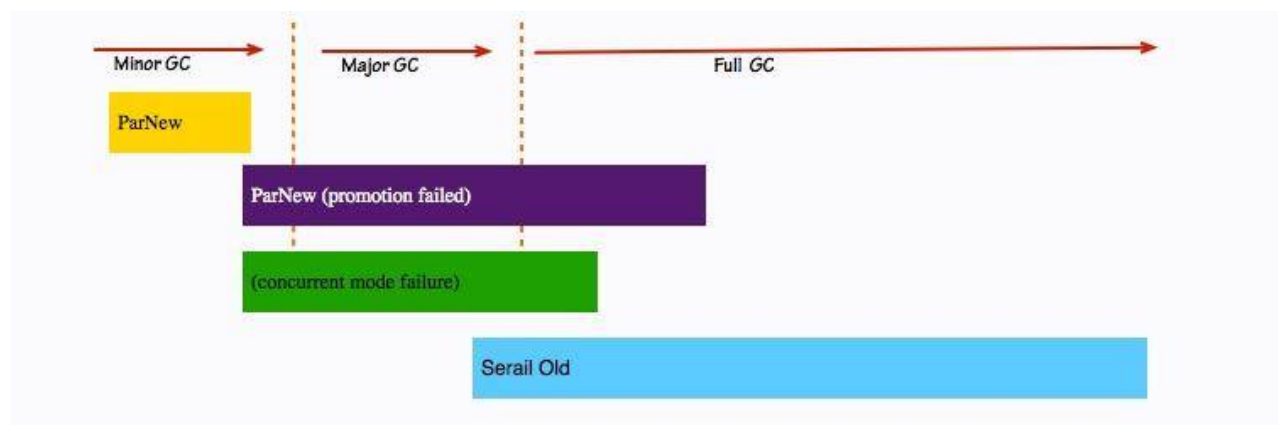 Minor GC
Major GC
Full GC
ParNew
ParNew (promotion failed)
(concurrent mode failure)
Serail Old